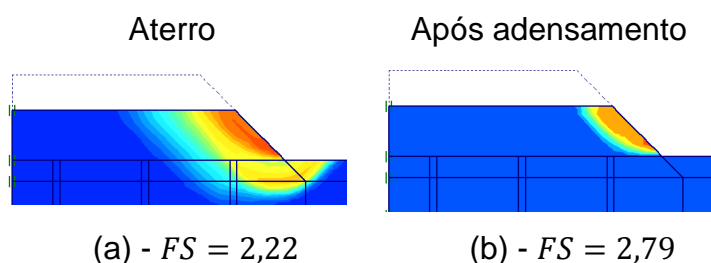 Aterro
Após adensamento
(a) - FS = 2,22
(b) - FS = 2,79